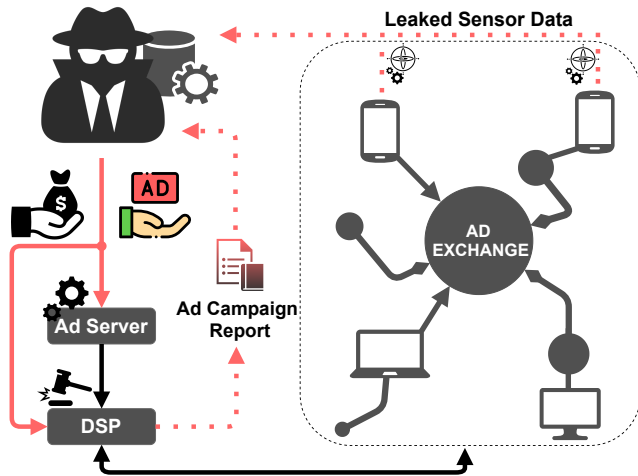 Leaked Sensor Data
$
AD
AD
EXCHANGE
Ad Campaign
Report
Ad Server
DSP